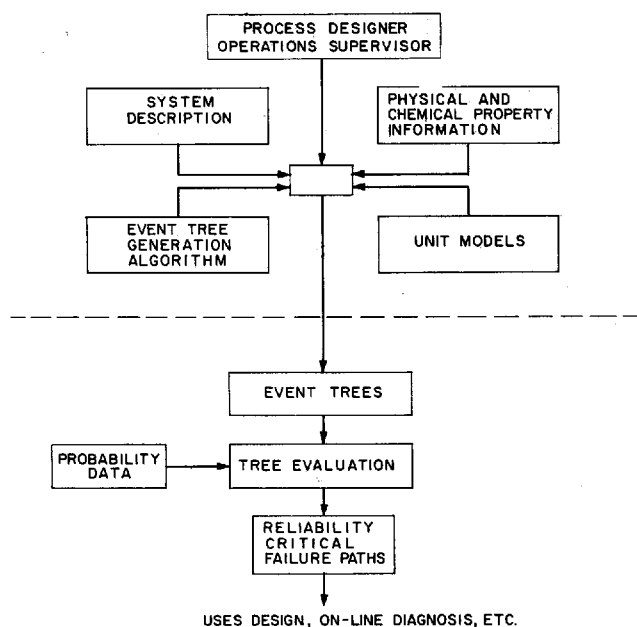 PROCESS DESIGNER
OPERATIONS SUPERVISOR
SYSTEM
DESCRIPTION
PHYSICAL AND
CHEMICAL PROPERTY
INFORMATION
EVENT TREE
GENERATION
ALGORITHM
UNIT MODELS
EVENT TREES
PROBABILITY
DATA
TREE EVALUATION
RELIABILITY
CRITICAL
FAILURE PATHS
USES DESIGN, ON-LINE DIAGNOSIS, ETC.